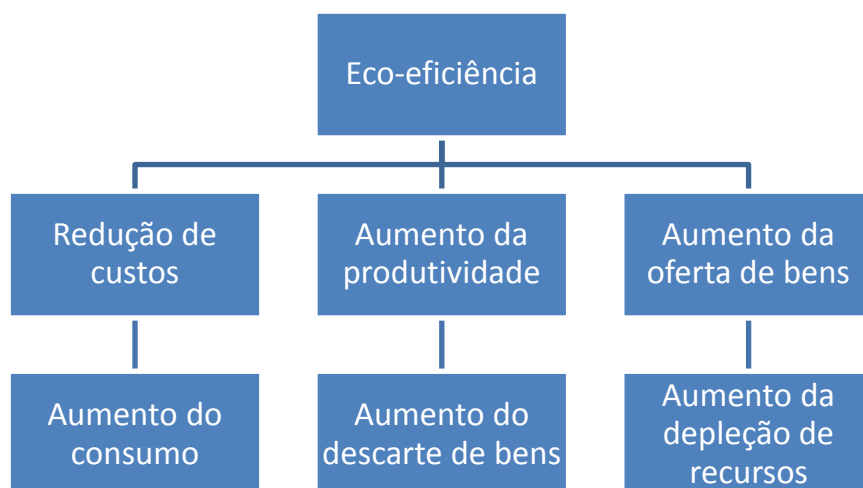 Eco-eficiência
Redução de
custos
Aumento da
produtividade
Aumento da
oferta de bens
Aumento do
consumo
Aumento do
descarte de bens
Aumento da
depleção de
recursos